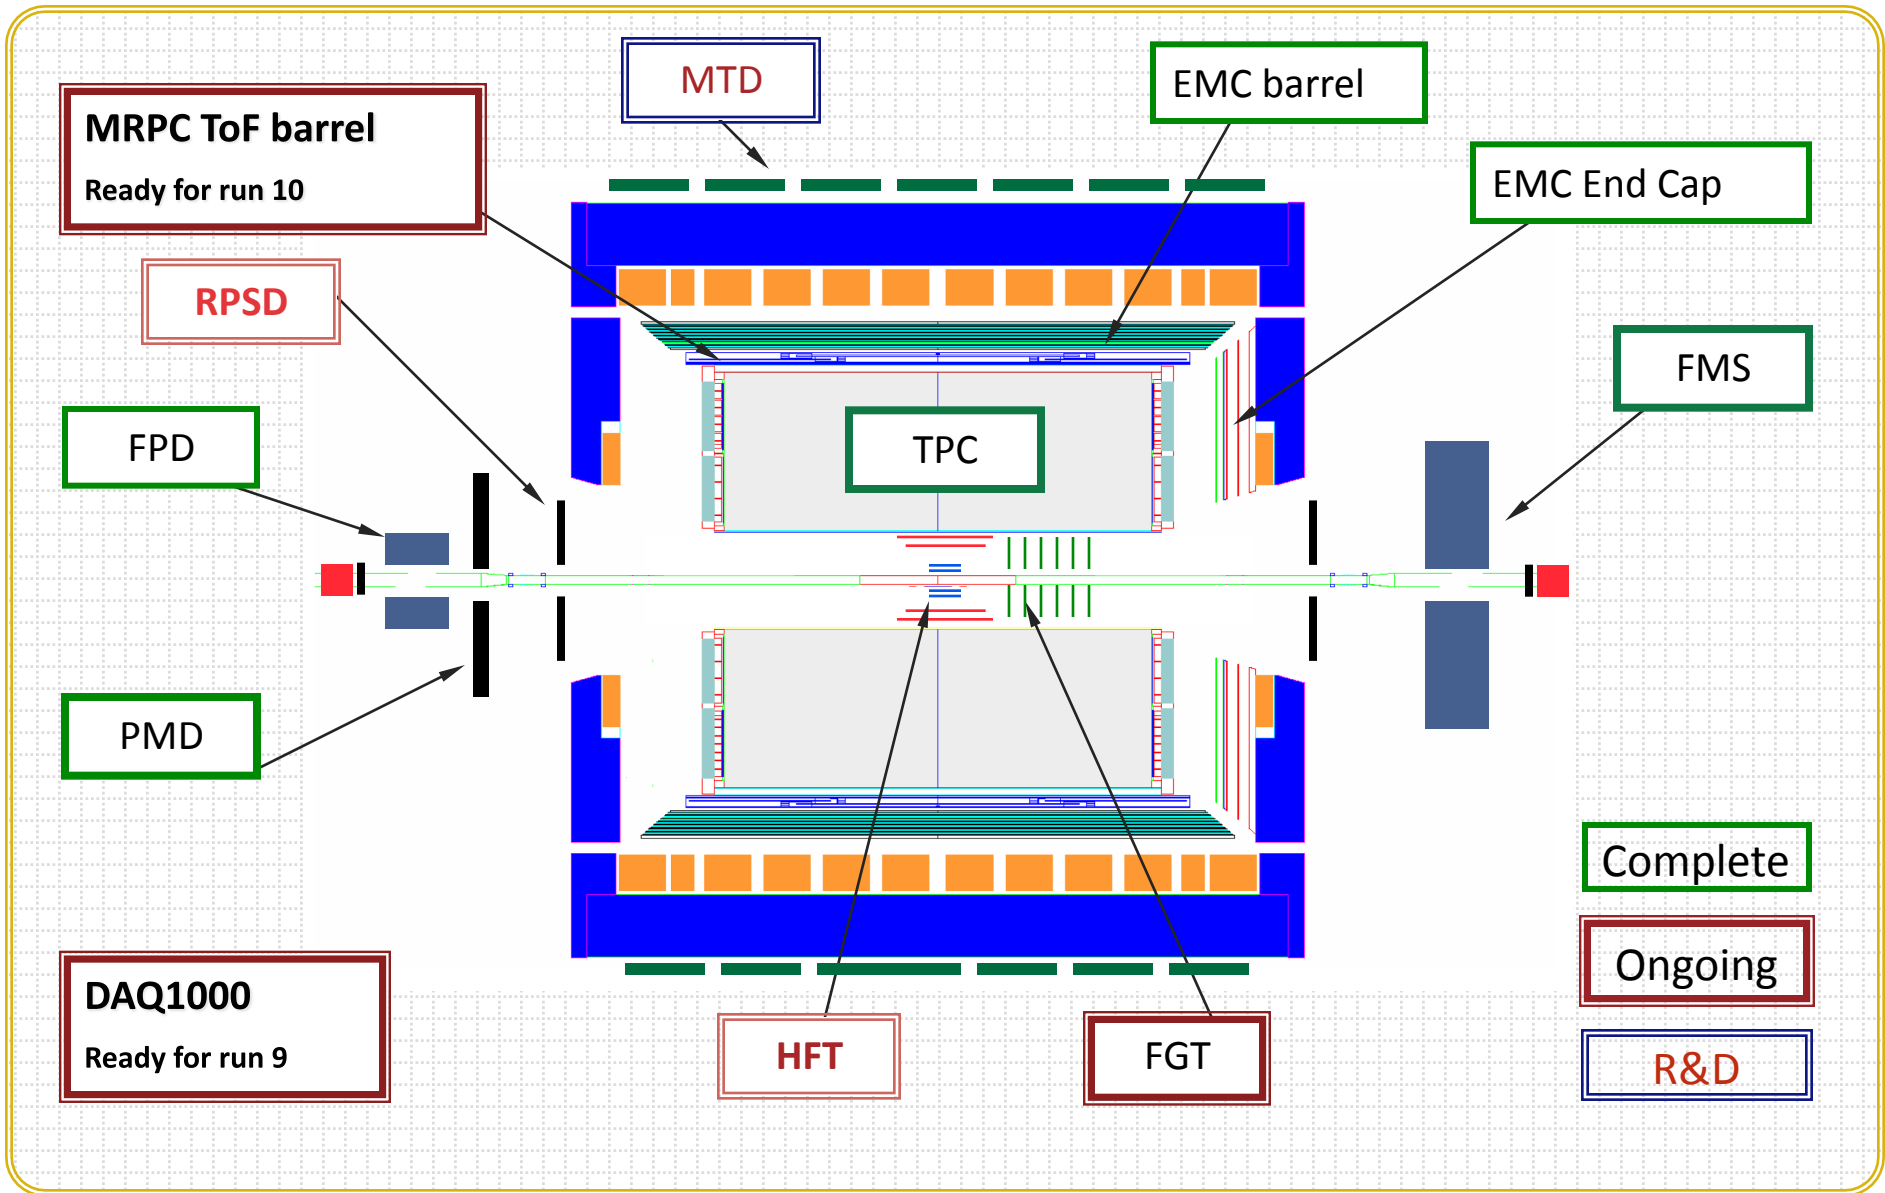 MTD
EMC barrel
MRPC ToF barrel
Ready for run 10
EMC End Cap
RPSD
FMS
FPD
TPC
PMD
Complete
Ongoing
DAQ1000
Ready for run 9
HFT
FGT
R&D